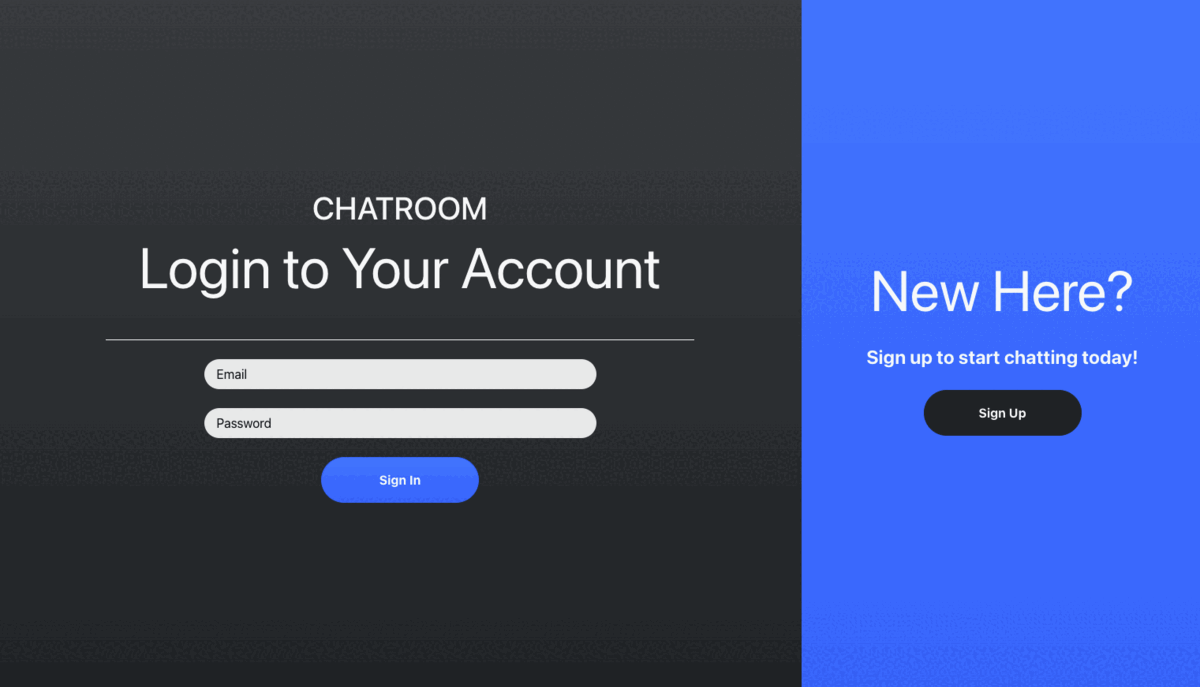 CHATROOM
Login to Your Account
Email
Password
Sign In
New Here?
Sign up to start chatting today!
Sign Up